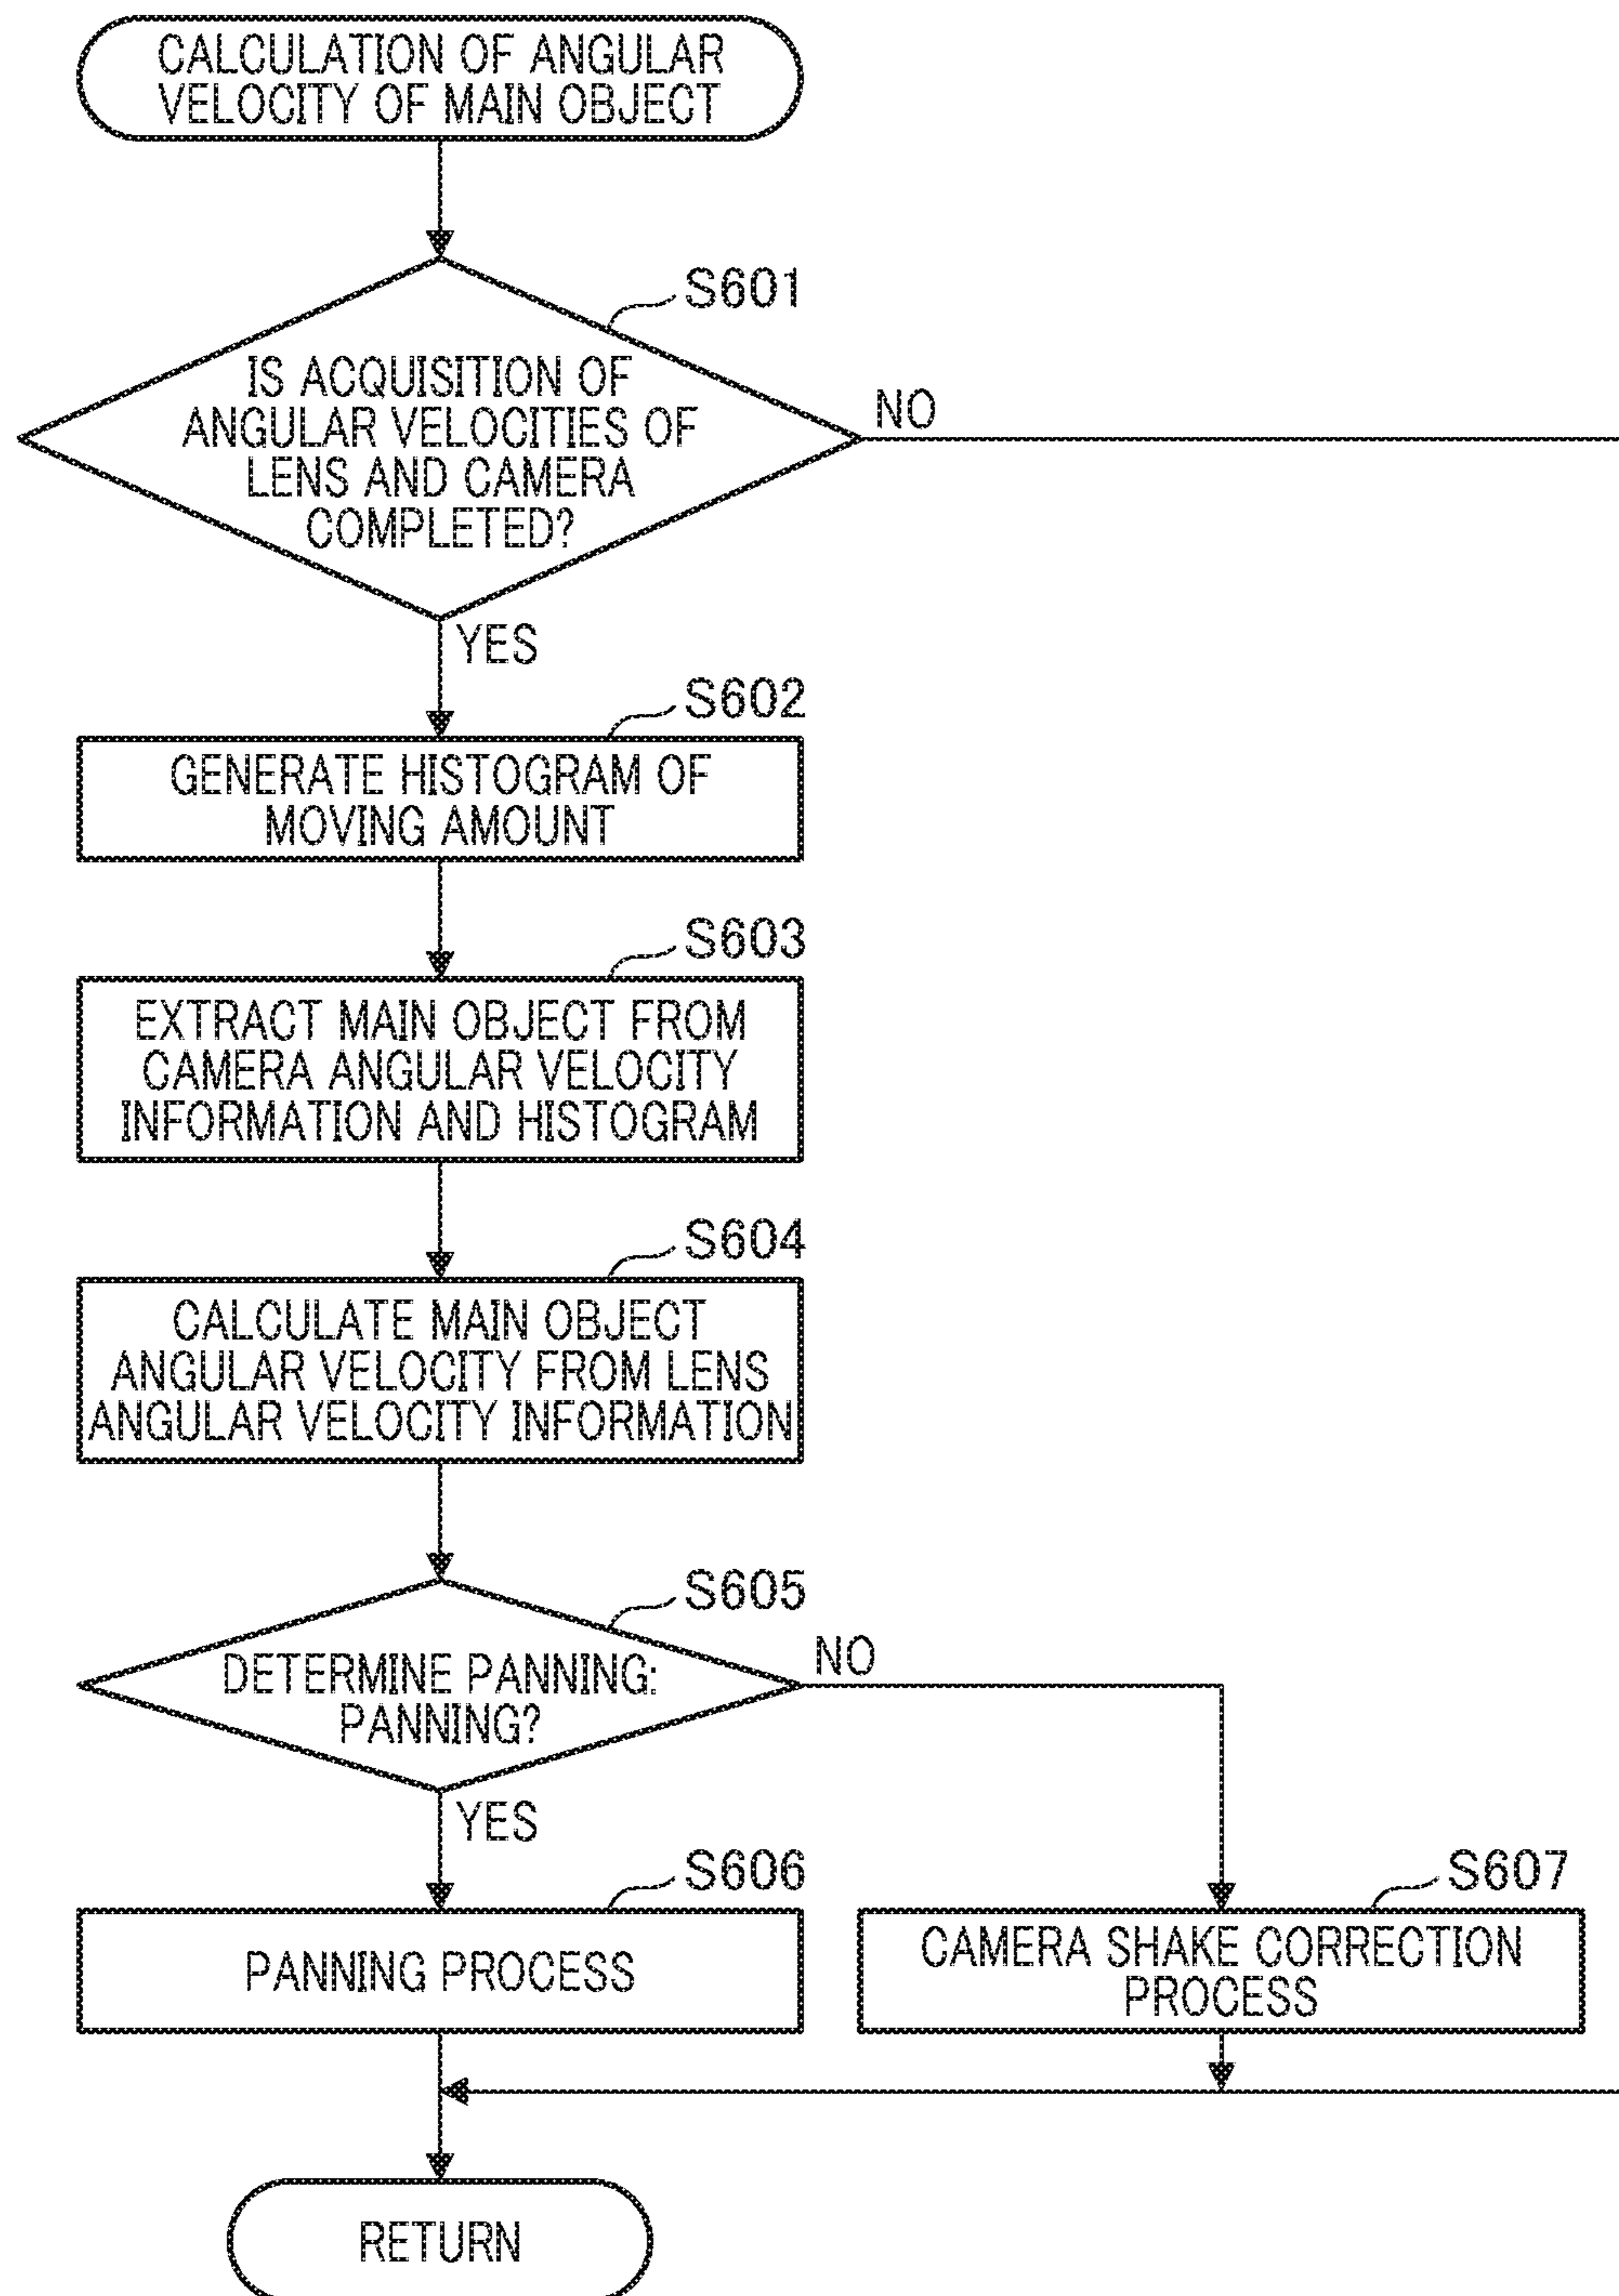 CALCULATION OF ANGULAR
VELOCITY OF MAIN OBJECT
S601
IS ACQUISITION OF
ANGULAR VELOCITIES OF
LENS AND CAMERA
COMPLETED?
NO
YES
S602
GENERATE HISTOGRAM OF
MOVING AMOUNT
S603
EXTRACT MAIN OBJECT FROM
CAMERA ANGULAR VELOCITY
INFORMATION AND HISTOGRAM
S604
CALCULATE MAIN OBJECT
ANGULAR VELOCITY FROM LENS
ANGULAR VELOCITY INFORMATION
S605
DETERMINE PANNING:
PANNING?
NO
YES
S606
PANNING PROCESS
S607
CAMERA SHAKE CORRECTION
PROCESS
RETURN